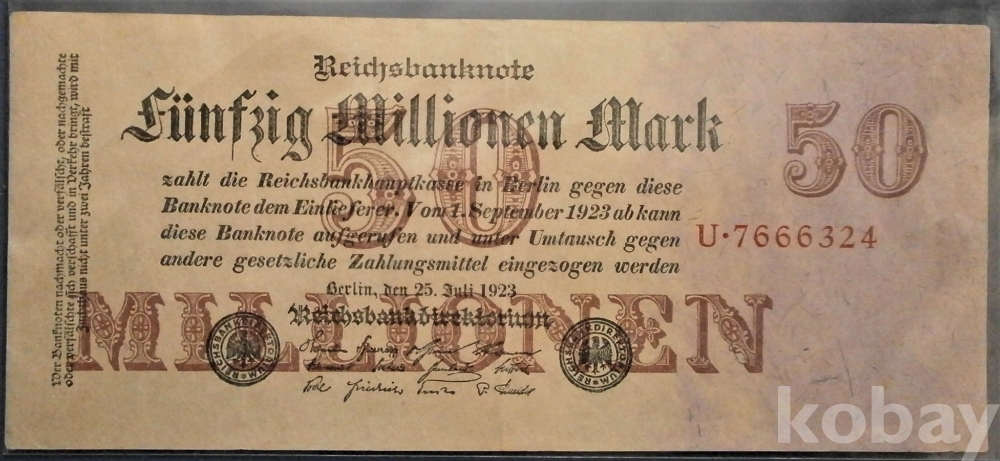 Reichsbanknote
Fünfzig Millionen Mark
50
50
zahlt die Reichsbankhauptkasse in Berlin gegen diese
Banknote dem Einlieferer. Vom 1. September 1923 ab kann
diese Banknote aufgerufen und unter Umtausch gegen
andere gesetzliche Zahlungsmittel eingezogen werden
U·7666324
Berlin, den 25. Juli 1923
Reichsbankdirektorium
MILLIONEN
REICHSBANKDIREKTORIUM
REICHSBANKDIREKTORIUM
Wer Banknoten nachmacht oder verfälscht, oder nachgemachte
oder verfälschte sich verschafft und in Verkehr bringt, wird mit
Zuchthaus nicht unter zwei Jahren bestraft
kobay